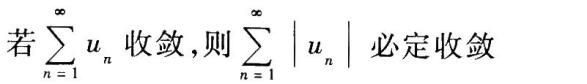 若 $\sum_{n=1}^{\infty} u_n$ 收敛,则 $\sum_{n=1}^{\infty} |u_n|$ 必定收敛